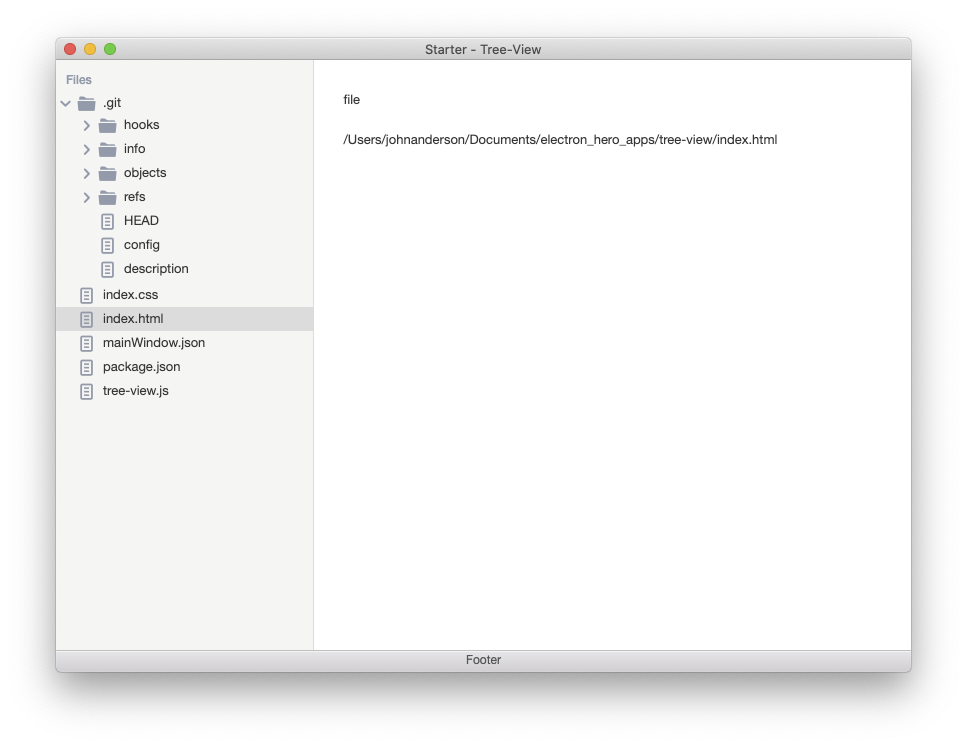 Starter - Tree-View
Files
.git
hooks
info
objects
refs
HEAD
config
description
index.css
index.html
mainWindow.json
package.json
tree-view.js
file
/Users/johnanderson/Documents/electron_hero_apps/tree-view/index.html
Footer